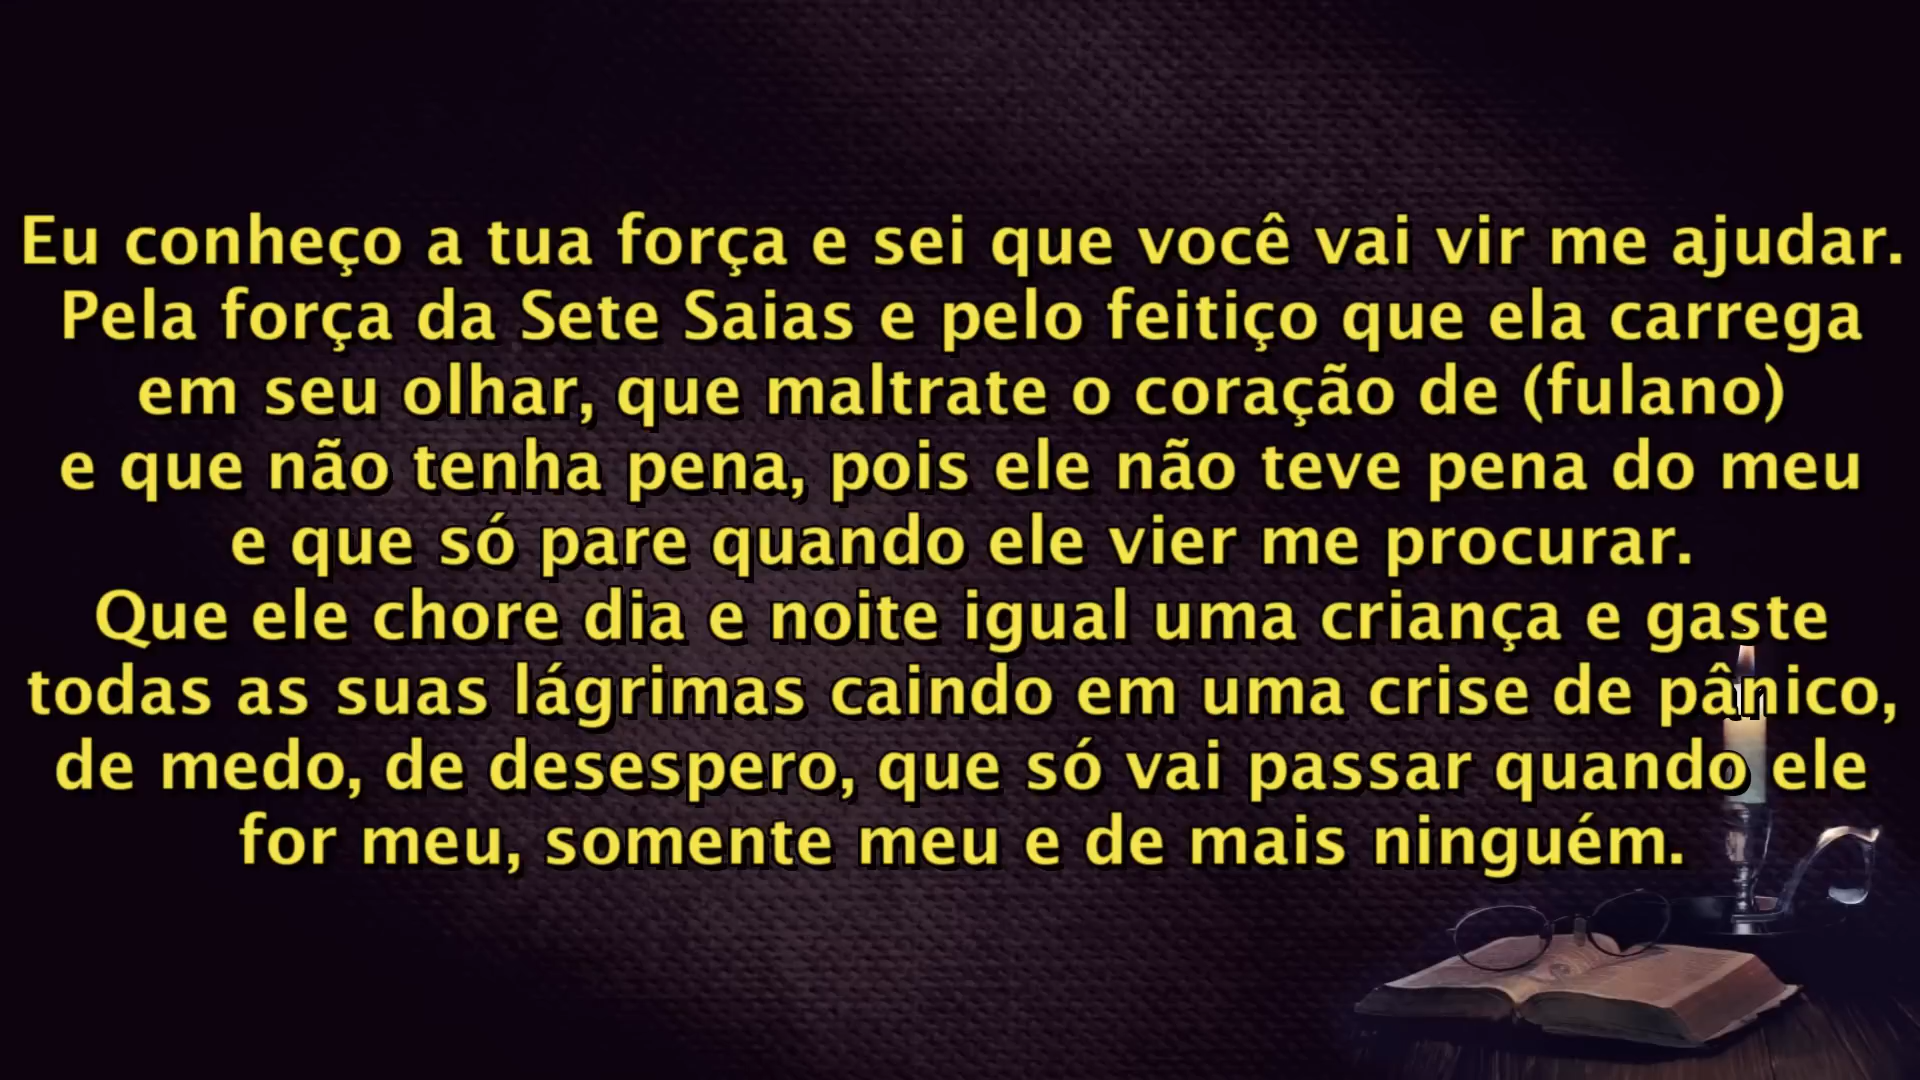 Eu conheço a tua força e sei que você vai vir me ajudar.
Pela força da Sete Saias e pelo feitiço que ela carrega
em seu olhar, que maltrate o coração de (fulano)
e que não tenha pena, pois ele não teve pena do meu
e que só pare quando ele vier me procurar.
Que ele chore dia e noite igual uma criança e gaste
todas as suas lágrimas caindo em uma crise de pânico,
de medo, de desespero, que só vai passar quando ele
for meu, somente meu e de mais ninguém.